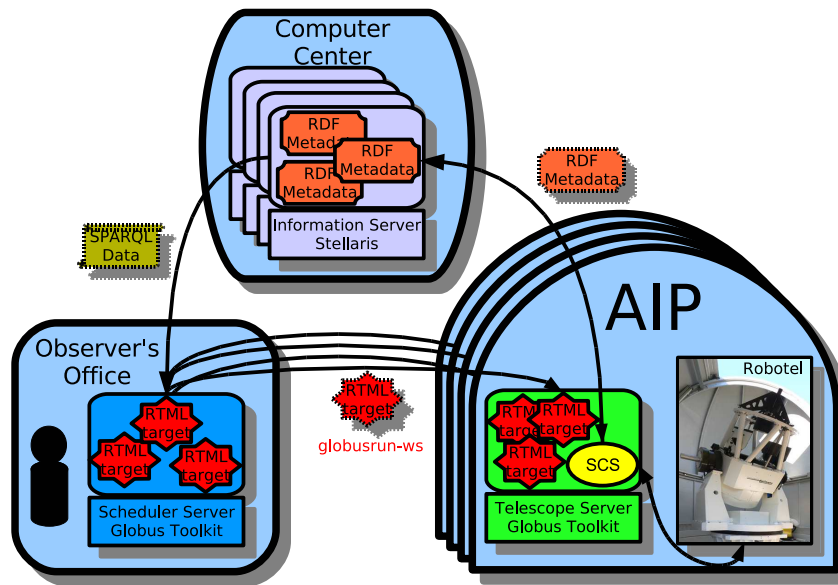 Computer
Center
RDF
Metadata
RDF
Metadata
RDF
Metadata
Information Server
Stellaris
RDF
Metadata
SPARQL
Data
AIP
Robotel
Observer's
Office
RTML
target
RTML
target
RTML
target
Scheduler Server
Globus Toolkit
RTML
target
globusrun-ws
RTML
target
RTML
target
RTML
target
SCS
Telescope Server
Globus Toolkit